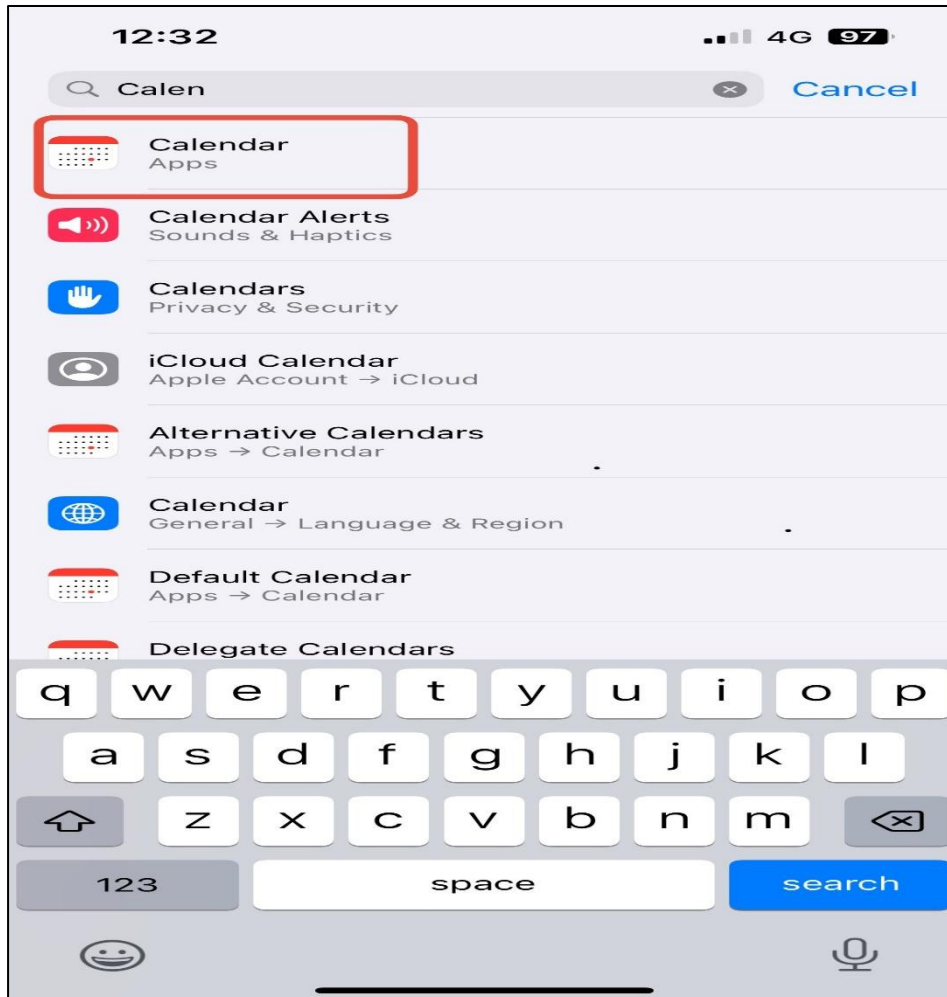 12:32 4G 97
Calen Cancel
Calendar
Apps
Calendar Alerts
Sounds & Haptics
Calendars
Privacy & Security
iCloud Calendar
Apple Account → iCloud
Alternative Calendars
Apps → Calendar
Calendar
General → Language & Region
Default Calendar
Apps → Calendar
Delegate Calendars
q w e r t y u i o p
a s d f g h j k l
z x c v b n m
123 space search